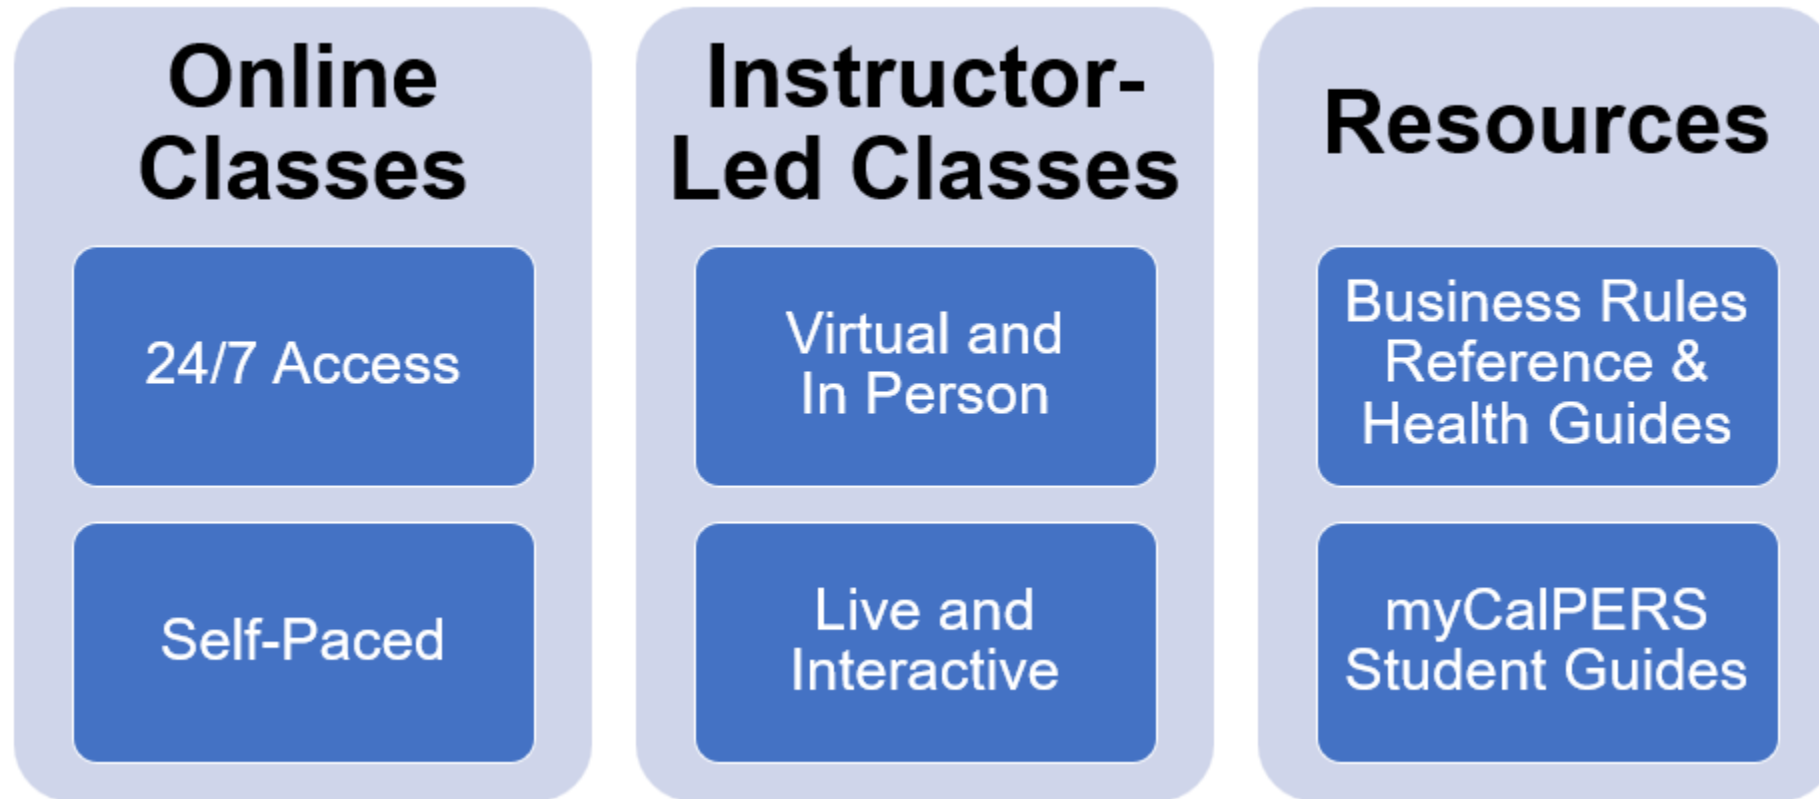 Online
Classes
24/7 Access
Self-Paced
Instructor-
Led Classes
Virtual and
In Person
Live and
Interactive
Resources
Business Rules
Reference &
Health Guides
myCalPERS
Student Guides